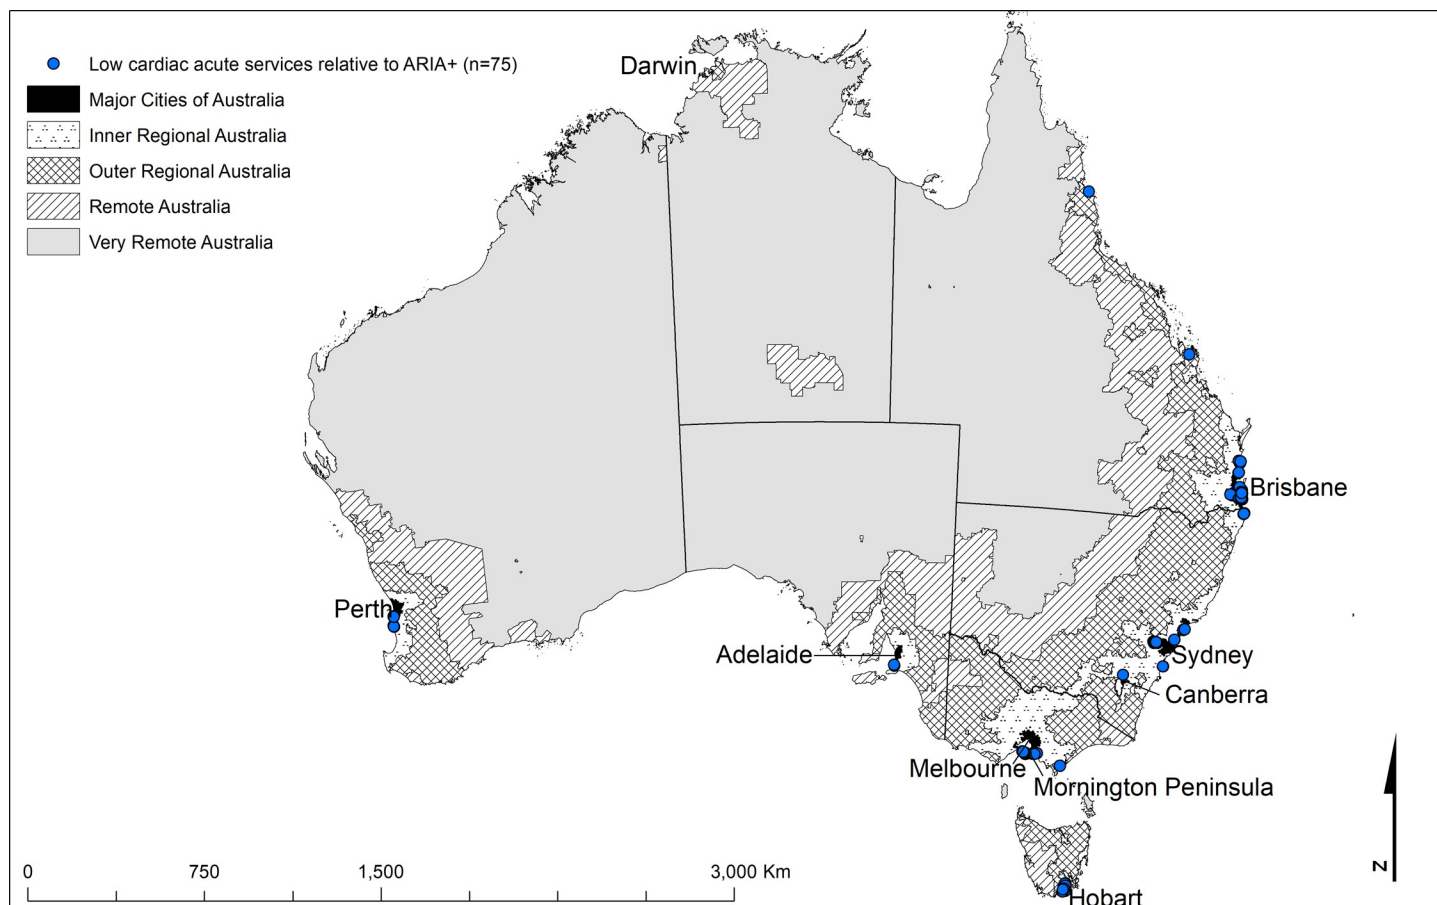 Low cardiac acute services relative to ARIA+ (n=75)
Major Cities of Australia
Inner Regional Australia
Outer Regional Australia
Remote Australia
Very Remote Australia
Darwin
Brisbane
Perth
Adelaide
Sydney
Canberra
Melbourne
Mornington Peninsula
Hobart
0 750 1,500 3,000 Km
N